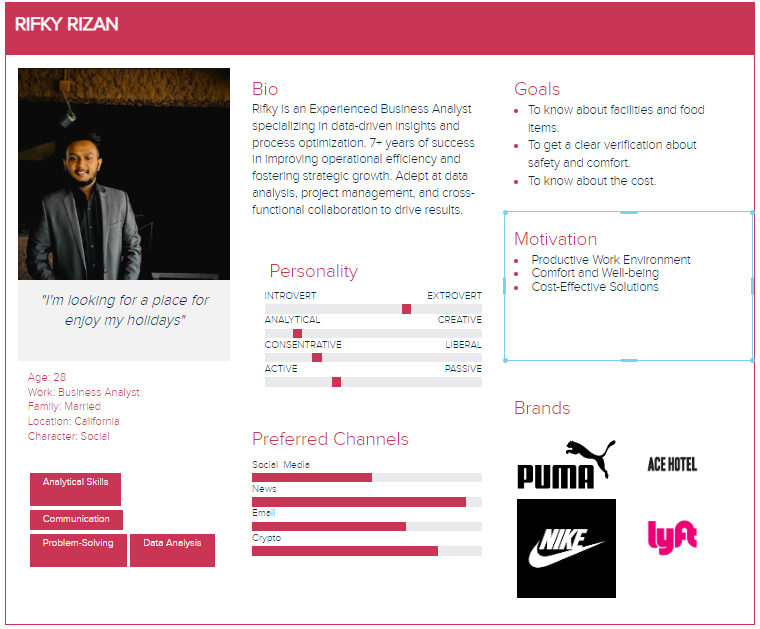 RIFKY RIZAN
"I'm looking for a place for
enjoy my holidays"
Age: 28
Work: Business Analyst
Family: Married
Location: California
Character: Social
Analytical Skills
Communication
Problem-Solving
Data Analysis
Bio
Rifky is an Experienced Business Analyst
specializing in data-driven insights and
process optimization. 7+ years of success
in improving operational efficiency and
fostering strategic growth. Adept at data
analysis, project management, and cross-
functional collaboration to drive results.
Personality
INTROVERT EXTROVERT
ANALYTICAL CREATIVE
CONSENTRATIVE LIBERAL
ACTIVE PASSIVE
Preferred Channels
Social Media
News
Email
Crypto
Goals
To know about facilities and food
items.
To get a clear verification about
safety and comfort.
To know about the cost.
Motivation
Productive Work Environment
Comfort and Well-being
Cost-Effective Solutions
Brands
PUMA
ACE HOTEL
NIKE
lyft